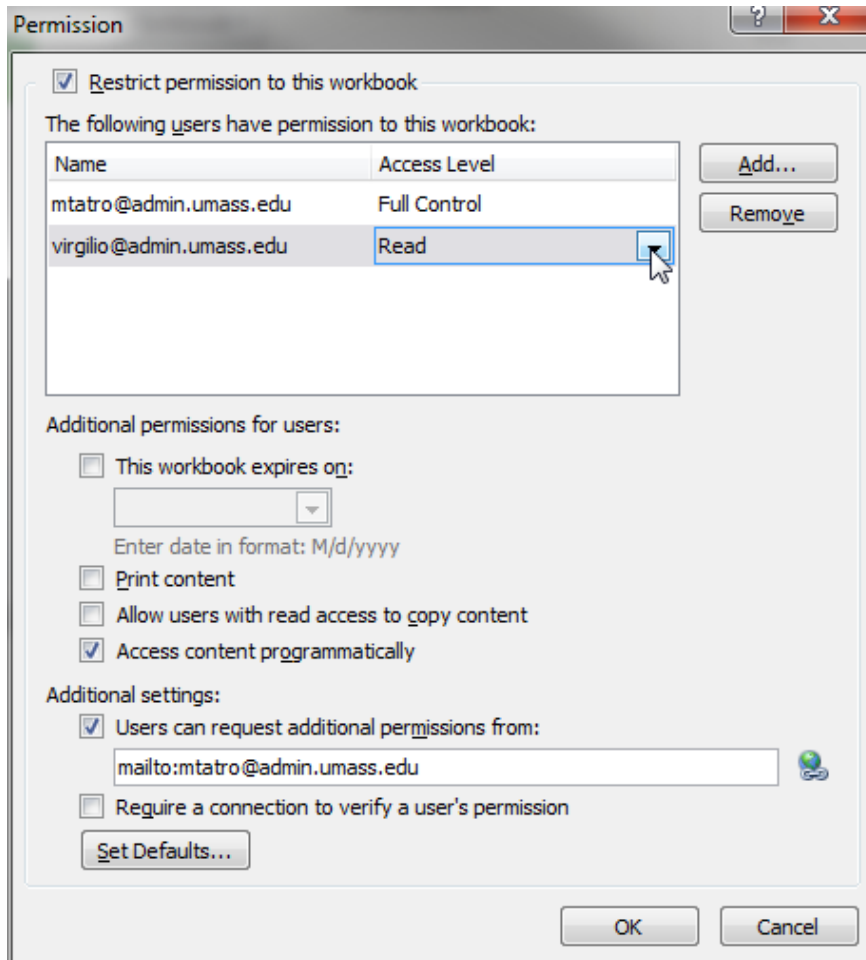 Permission
Restrict permission to this workbook
The following users have permission to this workbook:
Name Access Level
Add...
mtatro@admin.umass.edu Full Control
Remove
virgilio@admin.umass.edu Read
Additional permissions for users:
This workbook expires on:
Enter date in format: M/d/yyyy
Print content
Allow users with read access to copy content
Access content programmatically
Additional settings:
Users can request additional permissions from:
mailto:mtatro@admin.umass.edu
Require a connection to verify a user's permission
Set Defaults...
OK Cancel